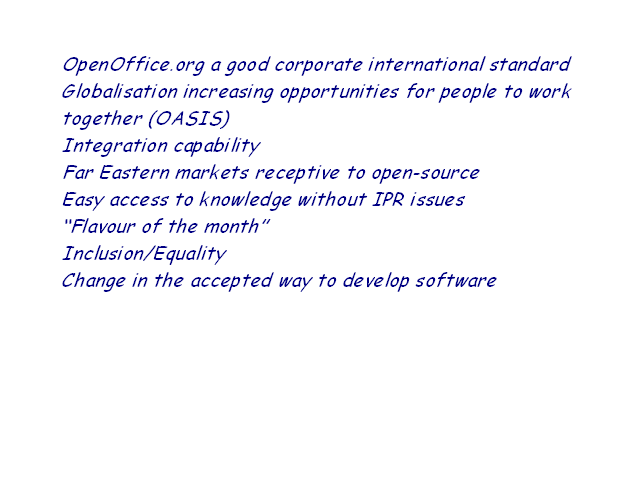 OpenOffice.org a good corporate international standard
Globalisation increasing opportunities for people to work
together (OASIS)
Integration capability
Far Eastern markets receptive to open-source
Easy access to knowledge without IPR issues
“Flavour of the month”
Inclusion/Equality
Change in the accepted way to develop software